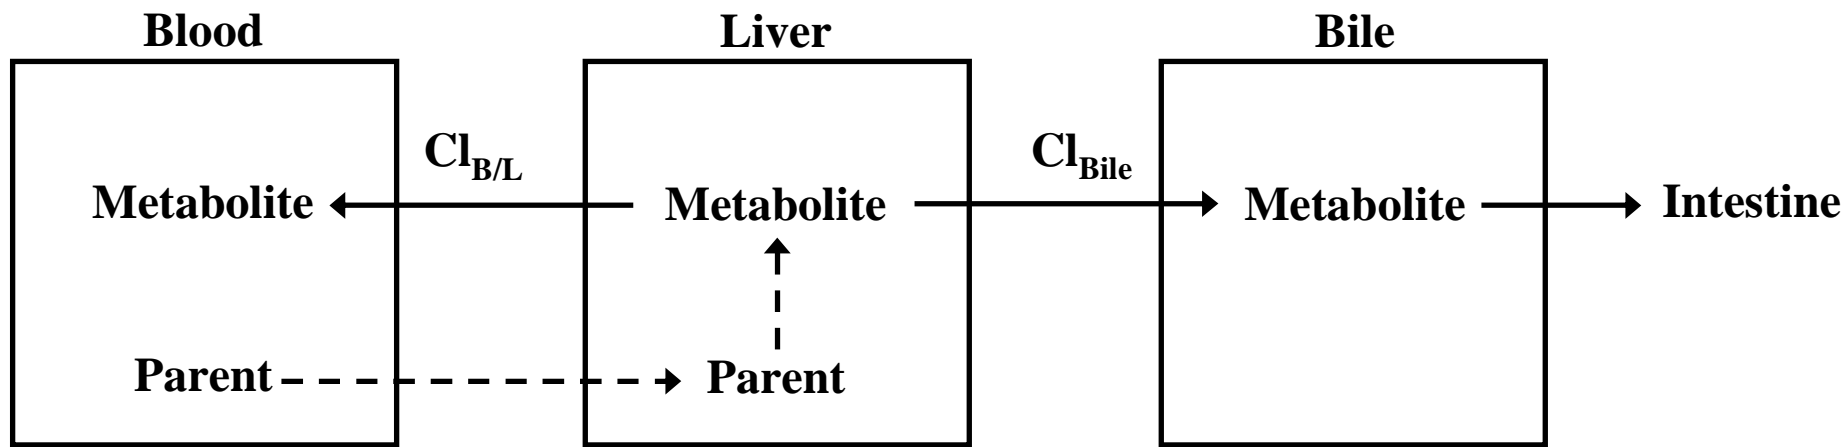 Blood
Liver
Bile
Cl_B/L
Cl_Bile
Metabolite
Metabolite
Metabolite
Intestine
Parent
Parent